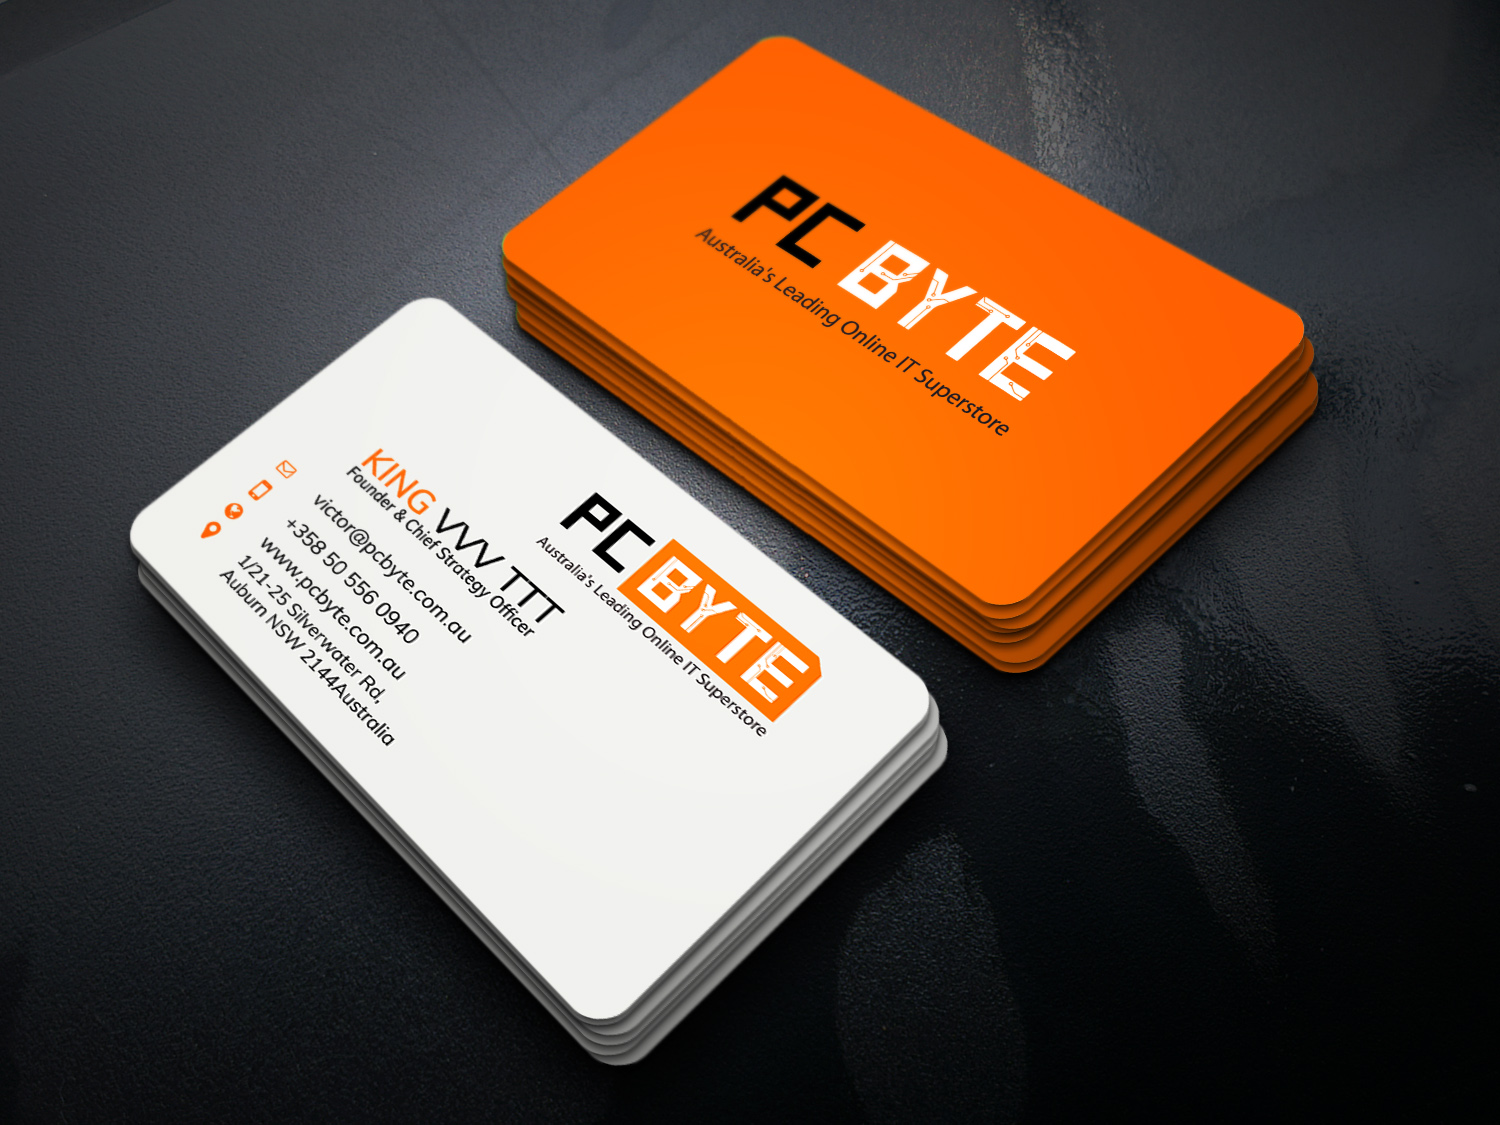 PC BYTE
Australia's Leading Online IT Superstore
PC BYTE
Australia's Leading Online IT Superstore
KING VVV TTT
Founder & Chief Strategy Officer
victor@pcbyte.com.au
+358 50 556 0940
www.pcbyte.com.au
1/21-25 Silverwater Rd,
Auburn NSW 2144Australia